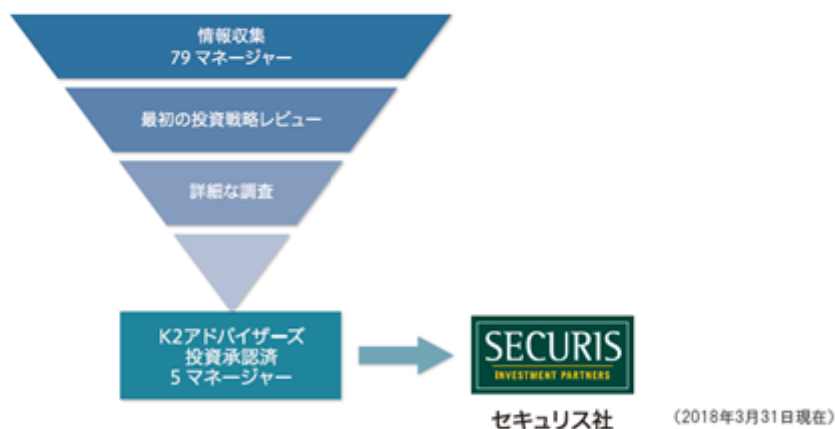 情報収集
79 マネージャー
最初の投資戦略レビュー
詳細な調査
K2アドバイザーズ
投資承認済
5 マネージャー
SECURIS
INVESTMENT PARTNERS
セキュリス社
（2018年3月31日現在）